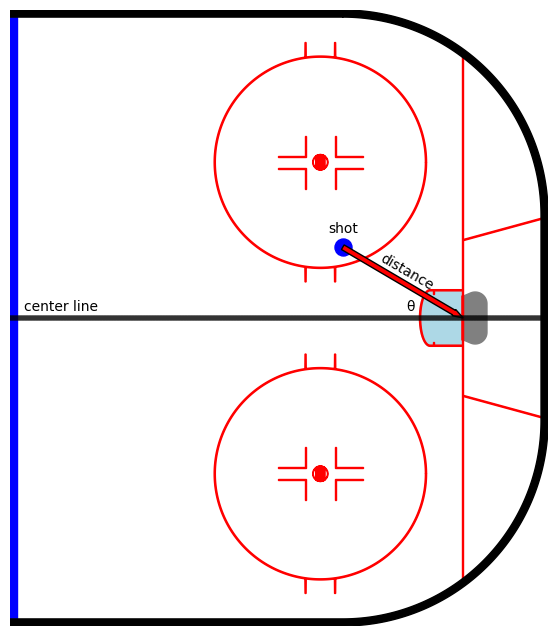 shot
distance
center line
θ